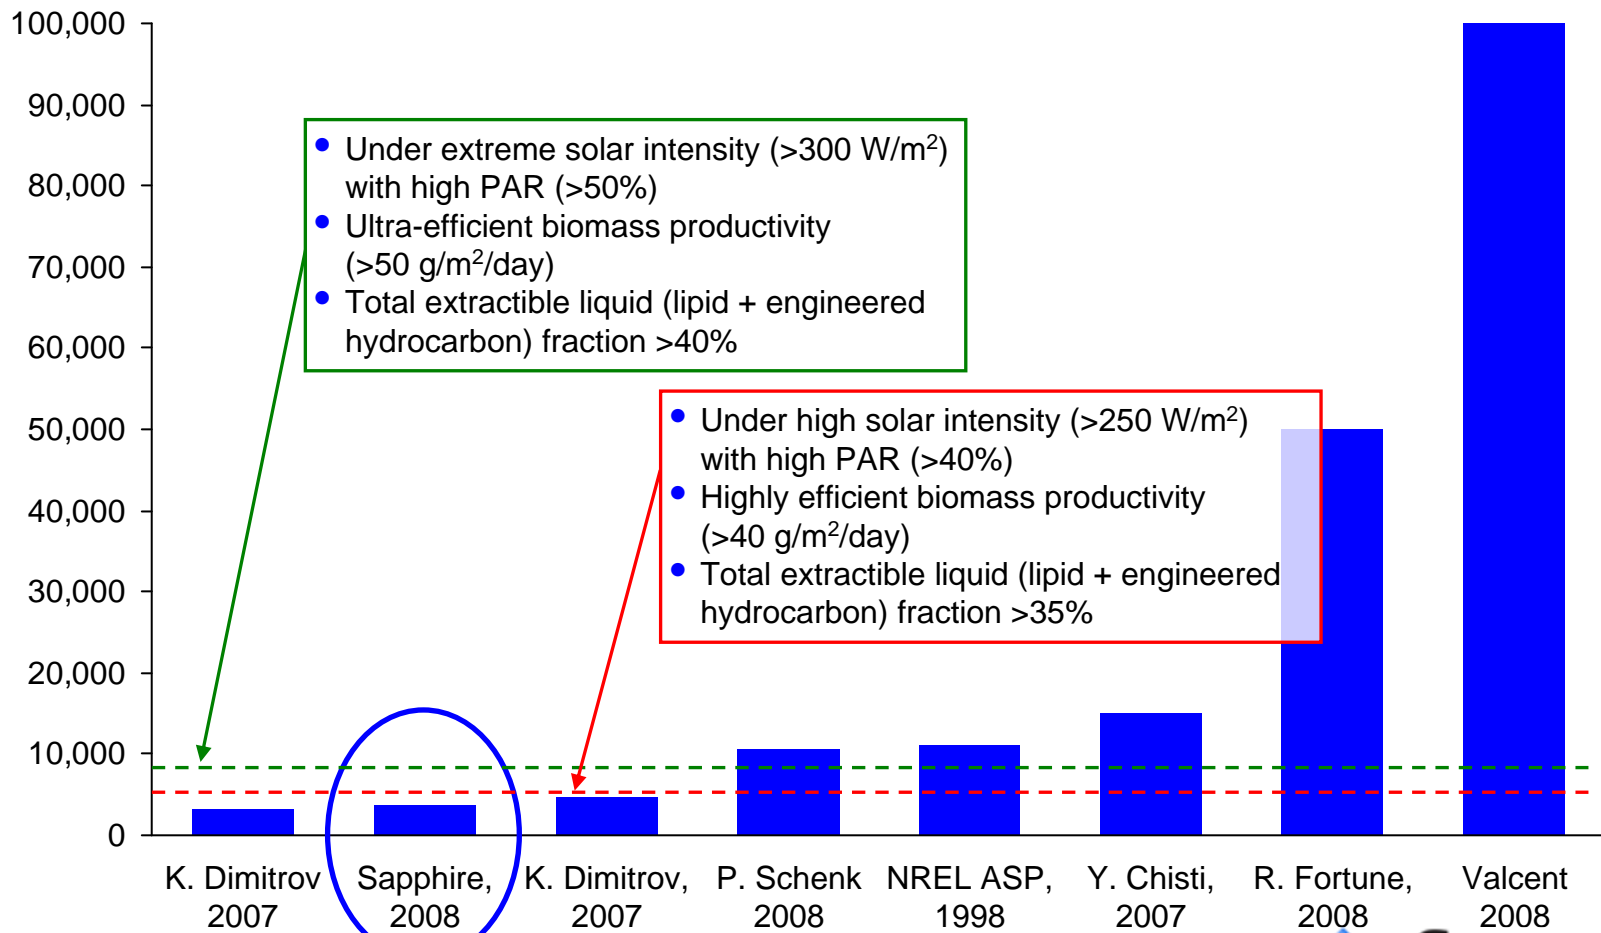 100,000
90,000
80,000
70,000
60,000
50,000
40,000
30,000
20,000
10,000
0
• Under extreme solar intensity (>300 W/m²)
with high PAR (>50%)
• Ultra-efficient biomass productivity
(>50 g/m²/day)
• Total extractible liquid (lipid + engineered
hydrocarbon) fraction >40%
• Under high solar intensity (>250 W/m²)
with high PAR (>40%)
• Highly efficient biomass productivity
(>40 g/m²/day)
• Total extractible liquid (lipid + engineered
hydrocarbon) fraction >35%
K. Dimitrov
2007
Sapphire,
2008
K. Dimitrov,
2007
P. Schenk
2008
NREL ASP,
1998
Y. Chisti,
2007
R. Fortune,
2008
Valcent
2008